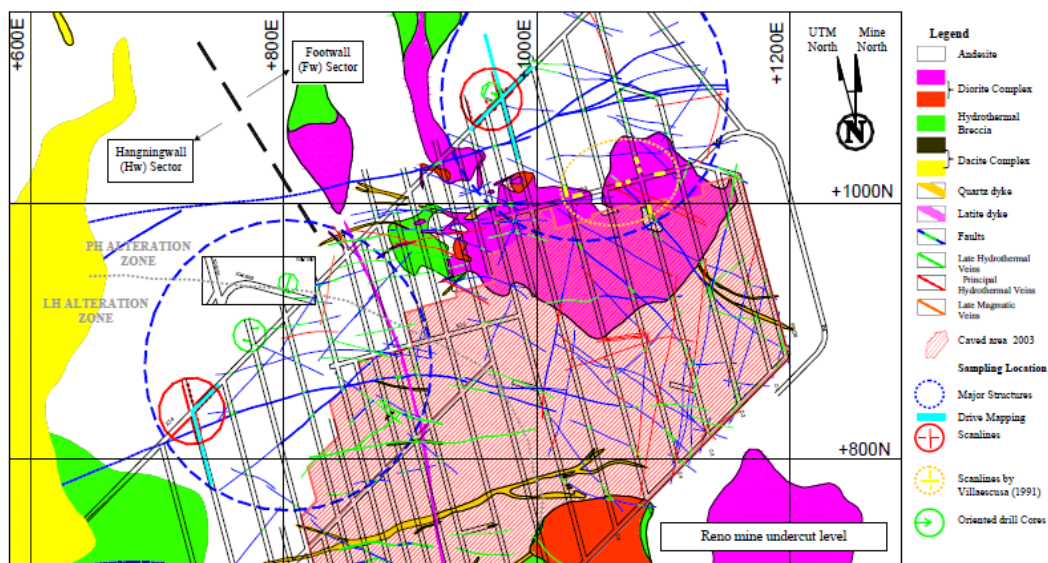 +600E
+800E
1000E
+1200E
UTM
North
Mine
North
N
Footwall
(Fw) Sector
Hangningwall
(Hw) Sector
+1000N
PH ALTERATION
ZONE
LH ALTERATION
ZONE
+800N
Reno mine undercut level
Legend
Andesite
Diorite Complex
Hydrothermal
Breccia
Dacite Complex
Quartz dyke
Latite dyke
Faults
Late Hydrothermal
Veins
Principal
Hydrothermal Veins
Late Magmatic
Veins
Caved area 2003
Sampling Location
Major Structures
Drive Mapping
Scanlines
Scanlines by
Villaescusa (1991)
Oriented drill Cores